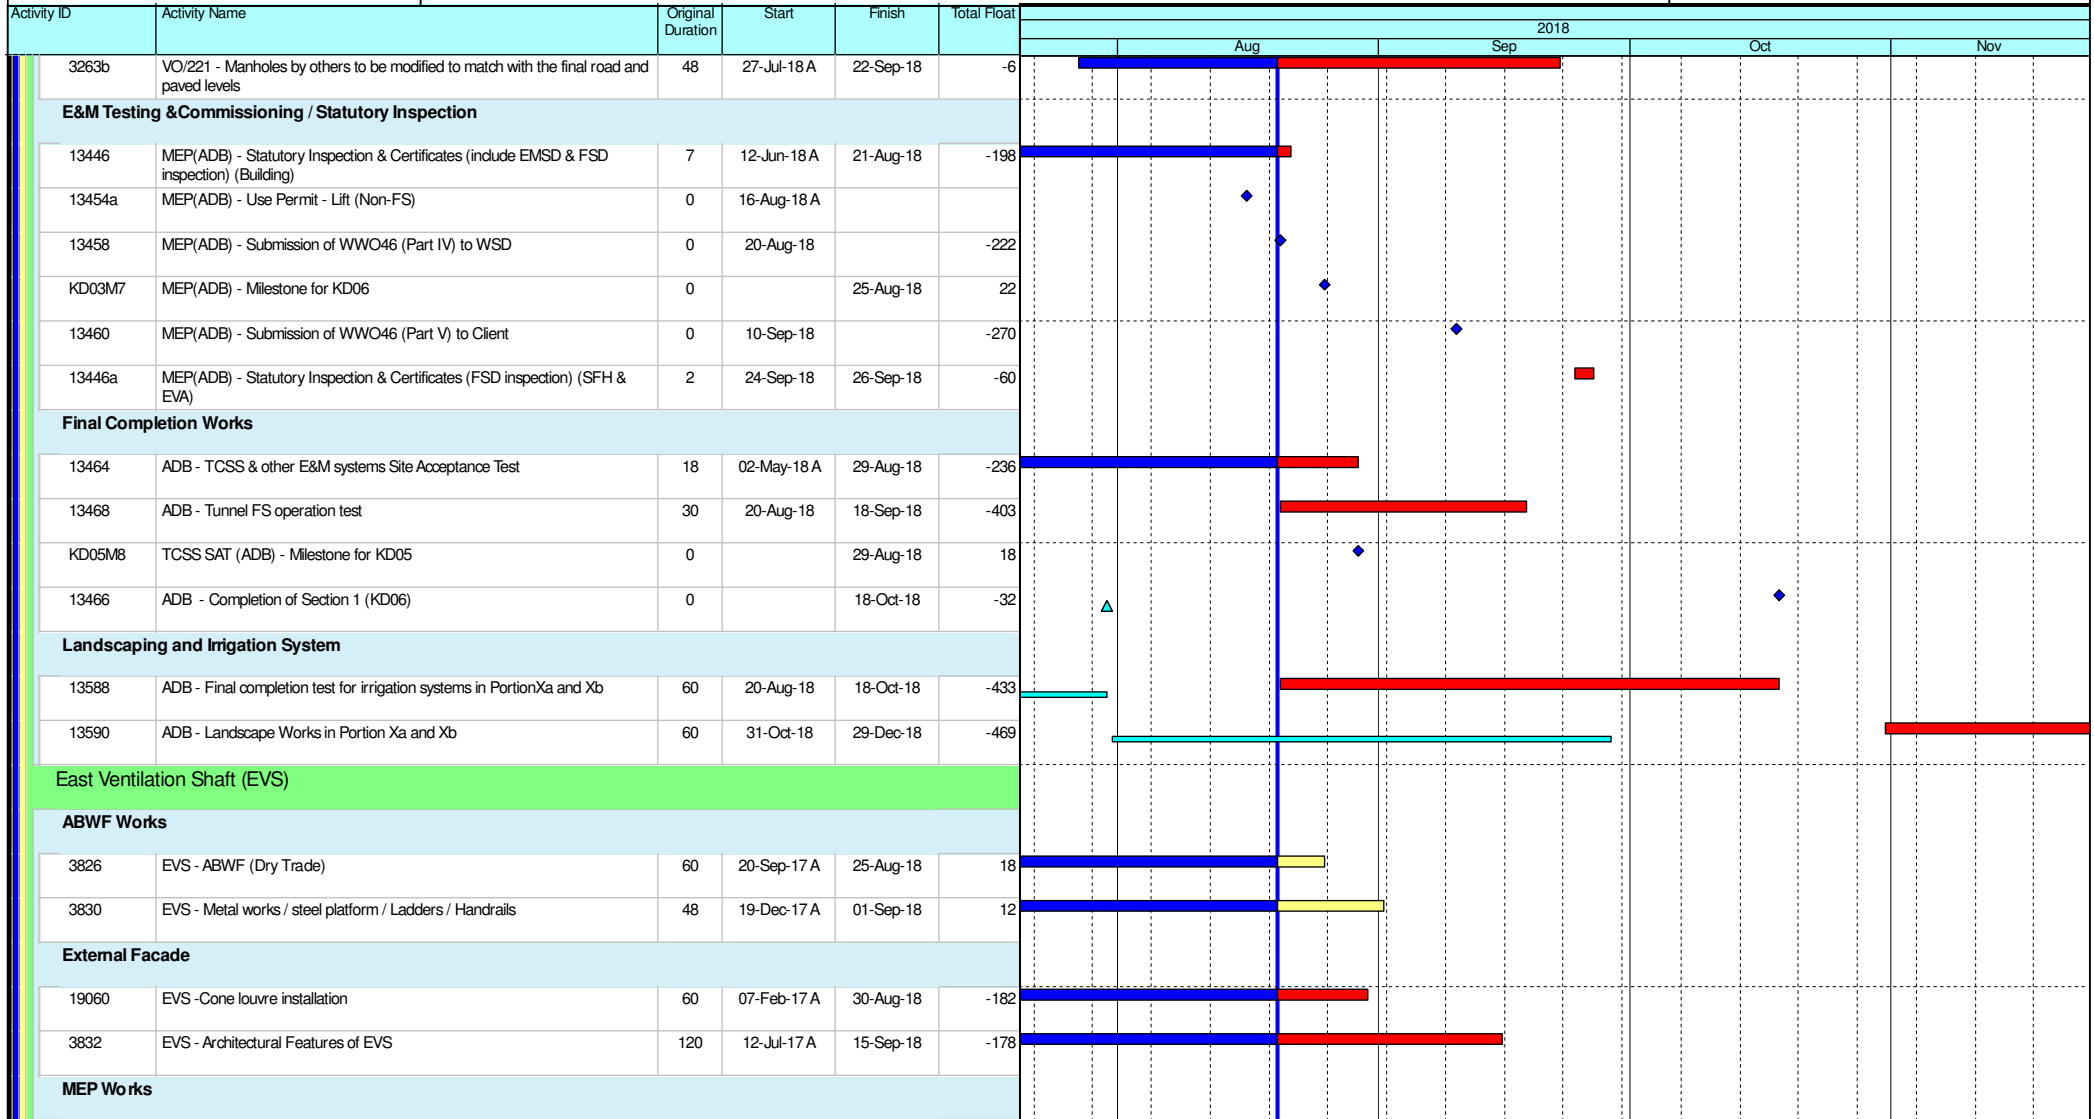 Activity ID Activity Name Original Duration Start Finish Total Float
2018
Aug Sep Oct Nov
3263b VO/221 - Manholes by others to be modified to match with the final road and paved levels 48 27-Jul-18 A 22-Sep-18 -6
E&M Testing &Commissioning / Statutory Inspection
13446 MEP(ADB) - Statutory Inspection & Certificates (include EMSD & FSD inspection) (Building) 7 12-Jun-18 A 21-Aug-18 -198
13454a MEP(ADB) - Use Permit - Lift (Non-FS) 0 16-Aug-18 A
13458 MEP(ADB) - Submission of WWO46 (Part IV) to WSD 0 20-Aug-18 -222
KD03M7 MEP(ADB) - Milestone for KD06 0 25-Aug-18 22
13460 MEP(ADB) - Submission of WWO46 (Part V) to Client 0 10-Sep-18 -270
13446a MEP(ADB) - Statutory Inspection & Certificates (FSD inspection) (SFH & EVA) 2 24-Sep-18 26-Sep-18 -60
Final Completion Works
13464 ADB - TCSS & other E&M systems Site Acceptance Test 18 02-May-18 A 29-Aug-18 -236
13468 ADB - Tunnel FS operation test 30 20-Aug-18 18-Sep-18 -403
KD05M8 TCSS SAT (ADB) - Milestone for KD05 0 29-Aug-18 18
13466 ADB - Completion of Section 1 (KD06) 0 18-Oct-18 -32
Landscaping and Irrigation System
13588 ADB - Final completion test for irrigation systems in PortionXa and Xb 60 20-Aug-18 18-Oct-18 -433
13590 ADB - Landscape Works in Portion Xa and Xb 60 31-Oct-18 29-Dec-18 -469
East Ventilation Shaft (EVS)
ABWF Works
3826 EVS - ABWF (Dry Trade) 60 20-Sep-17 A 25-Aug-18 18
3830 EVS - Metal works / steel platform / Ladders / Handrails 48 19-Dec-17 A 01-Sep-18 12
External Facade
19060 EVS -Cone louvre installation 60 07-Feb-17 A 30-Aug-18 -182
3832 EVS - Architectural Features of EVS 120 12-Jul-17 A 15-Sep-18 -178
MEP Works